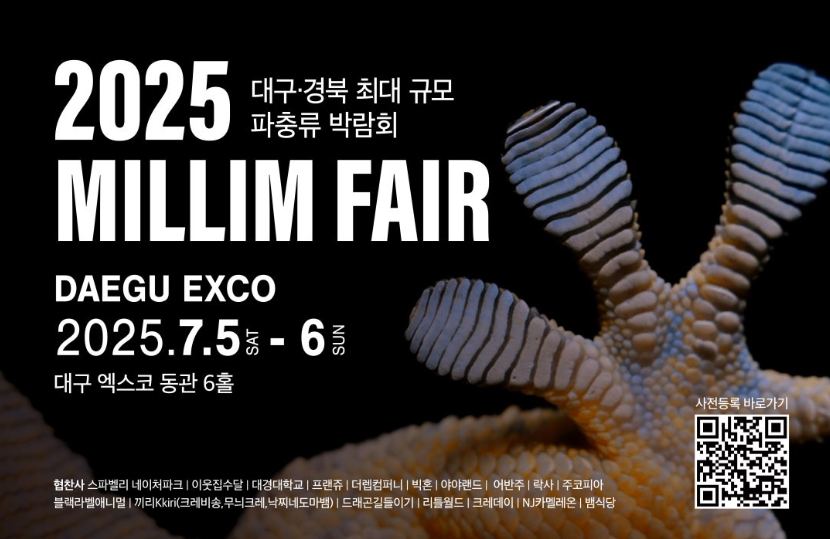 2025
대구·경북 최대 규모
파충류 박람회
MILLIM FAIR
DAEGU EXCO
2025.7.5 SAT - 6 SUN
대구 엑스코 동관 6홀
사전등록 바로가기
협찬사 스파벨리 네이처파크 | 이웃집수달 | 대경대학교 | 프랜쥬 | 더렙컴퍼니 | 빅혼 | 야야랜드 | 어반주 | 락사 | 주코피아
블랙라벨애니멀 | 끼리Kkiri(크레비송,무늬크레,낙찌네도마뱀) | 드래곤길들이기 | 리틀월드 | 크레데이 | NJ카멜레온 | 뱀식당